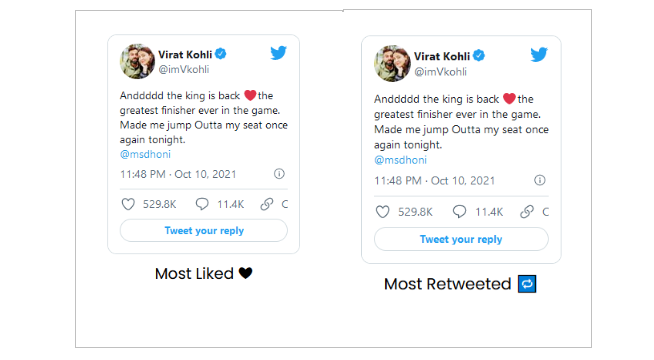 Virat Kohli
@imVkohli
Anddddd the king is back ❤️the
greatest finisher ever in the game.
Made me jump Outta my seat once
again tonight.
@msdhoni
11:48 PM · Oct 10, 2021
529.8K 11.4K C
Tweet your reply
Most Liked 🖤
Virat Kohli
@imVkohli
Anddddd the king is back ❤️the
greatest finisher ever in the game.
Made me jump Outta my seat once
again tonight.
@msdhoni
11:48 PM · Oct 10, 2021
529.8K 11.4K C
Tweet your reply
Most Retweeted 🔁